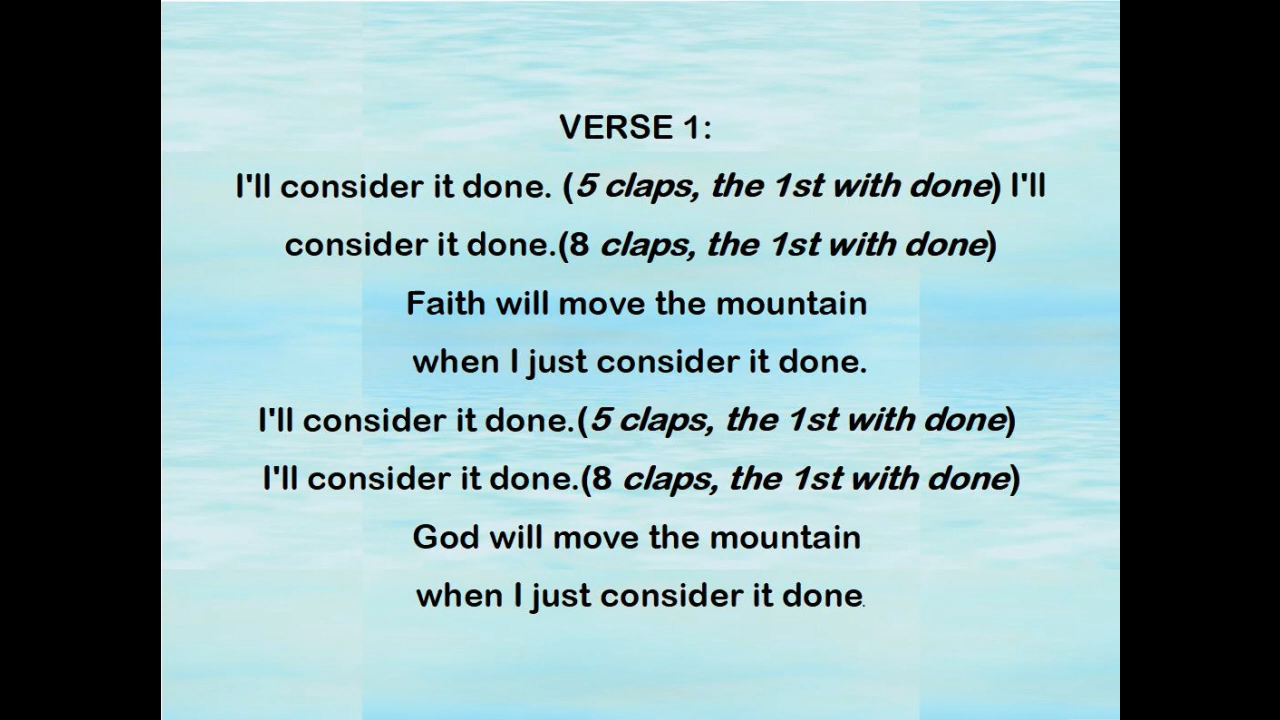 VERSE 1:
I'll consider it done. (5 claps, the 1st with done) I'll
consider it done.(8 claps, the 1st with done)
Faith will move the mountain
when I just consider it done.
I'll consider it done.(5 claps, the 1st with done)
I'll consider it done.(8 claps, the 1st with done)
God will move the mountain
when I just consider it done.